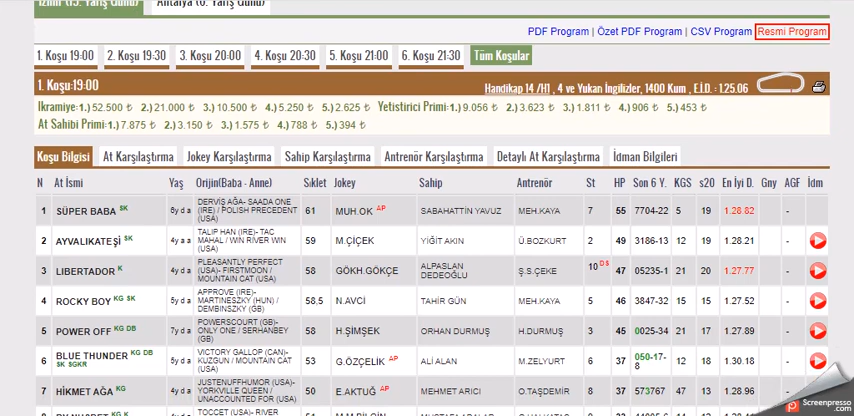 İzmir (15. Yarış Günü) Antalya (6. Yarış Günü)
PDF Program | Özet PDF Program | CSV Program Resmi Program
1. Koşu 19:00 2. Koşu 19:30 3. Koşu 20:00 4. Koşu 20:30 5. Koşu 21:00 6. Koşu 21:30 Tüm Koşular
1. Koşu:19:00 Handikap 14 /H1 , 4 ve Yukarı İngilizler, 1400 Kum , E.İ.D. : 1.25.06
Ikramiye: 1.) 52.500 ₺ 2.) 21.000 ₺ 3.) 10.500 ₺ 4.) 5.250 ₺ 5.) 2.625 ₺ Yetistirici Primi: 1.) 9.056 ₺ 2.) 3.623 ₺ 3.) 1.811 ₺ 4.) 906 ₺ 5.) 453 ₺
At Sahibi Primi: 1.) 7.875 ₺ 2.) 3.150 ₺ 3.) 1.575 ₺ 4.) 788 ₺ 5.) 394 ₺
Koşu Bilgisi At Karşılaştırma Jokey Karşılaştırma Sahip Karşılaştırma Antrenör Karşılaştırma Detaylı At Karşılaştırma İdman Bilgileri
N At İsmi Yaş Orijin(Baba - Anne) Sıklet Jokey Sahip Antrenör St HP Son 6 Y. KGS s20 En İyi D. Gny AGF İdm
1 SÜPER BABA SK 6y d a DERVİŞ AĞA- SAADA ONE (IRE) / POLISH PRECEDENT (USA) 61 MUH.OK AP SABAHATTİN YAVUZ MEH.KAYA 7 55 7704-22 5 19 1.28.82 -
2 AYVALIKATEŞİ SK 4y a a TALIP HAN (IRE)- TAC MAHAL / WIN RIVER WIN (USA) 59 M.ÇİÇEK YİĞİT AKIN Ü.BOZKURT 2 49 3186-13 12 19 1.28.21 -
3 LIBERTADOR K 4y d a PLEASANTLY PERFECT (USA)- FIRSTMOON / MOUNTAIN CAT (USA) 58 GÖKH.GÖKÇE ALPASLAN DEDEOĞLU Ş.S.ÇEKE 10 DS 47 05235-1 21 20 1.27.77 -
4 ROCKY BOY KG SK 5y d a APPROVE (IRE)- MARTINESZKY (HUN) / DEMBINSZKY (GB) 58,5 N.AVCİ TAHİR GÜN MEH.KAYA 5 46 3847-32 15 15 1.27.52 -
5 POWER OFF KG DB 7y d a POWERSCOURT (GB)- ONLY ONE / SERHANBEY (GB) 58 H.ŞİMŞEK ORHAN DURMUŞ H.DURMUŞ 3 45 0025-34 21 17 1.27.89 -
6 BLUE THUNDER KG DB SK SGKR 5y d a VICTORY GALLOP (CAN)- KUZGUN / MOUNTAIN CAT (USA) 53 G.ÖZÇELİK AP ALİ ALAN M.ZELYURT 6 37 050-17-8 12 18 1.30.18 -
7 HİKMET AĞA KG 4y d a JUSTENUFFHUMOR (USA)- YORKVILLE QUEEN / UNACCOUNTED FOR (USA) 50 E.AKTUĞ AP MEHMET ARICI O.TAŞDEMİR 8 37 573767 47 13 1.28.96 -
TOCCET (USA)- RIVER
Screenpresso.com